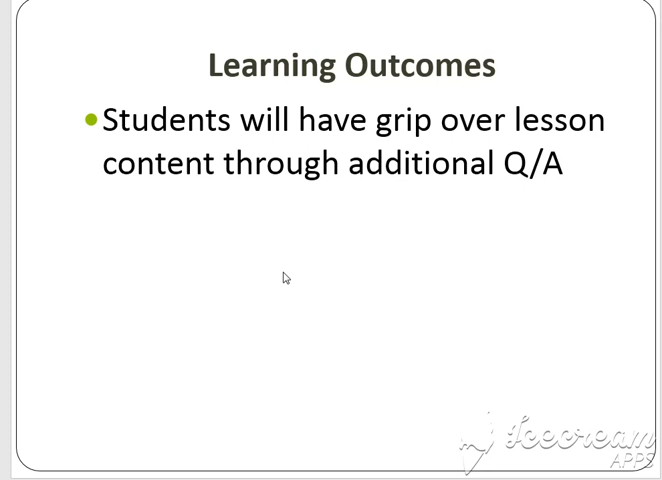 Learning Outcomes
•Students will have grip over lesson
content through additional Q/A
Icecream
APPS